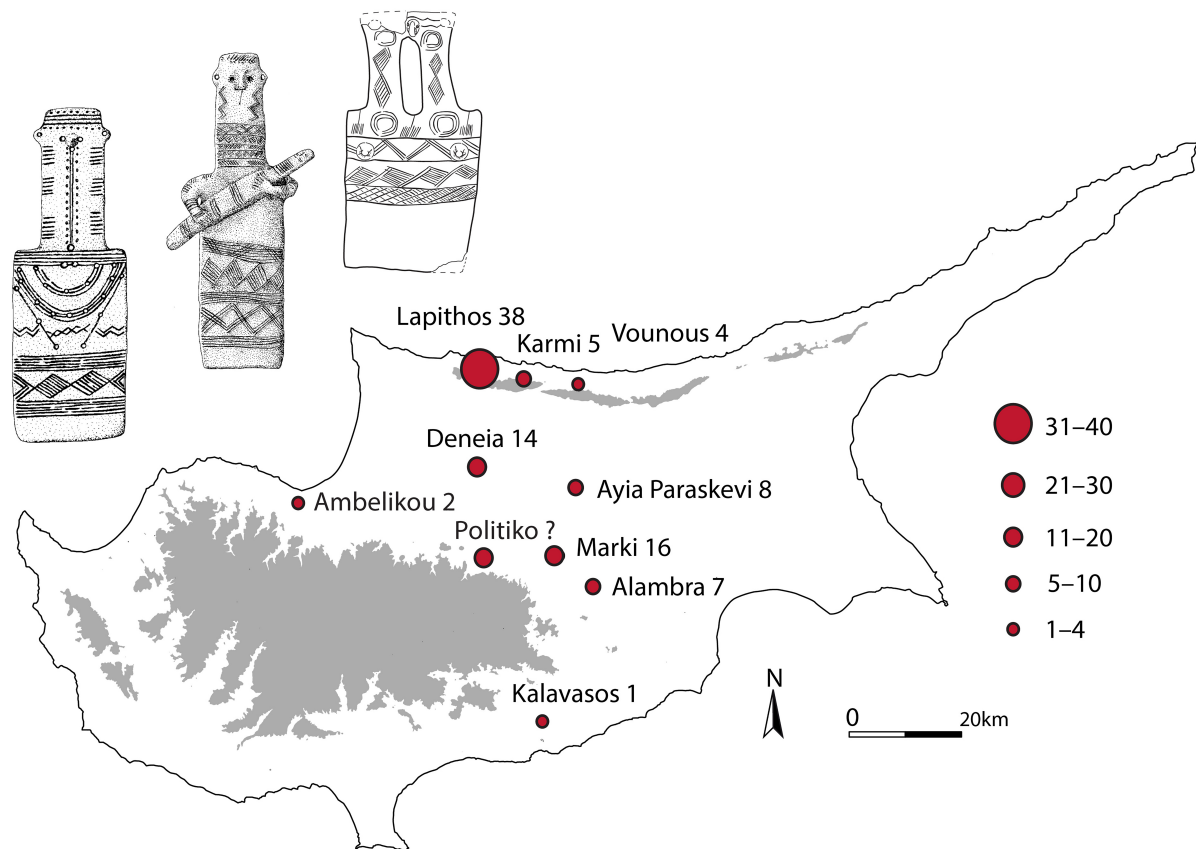 Lapithos 38
Karmi 5
Vounous 4
Deneia 14
Ayia Paraskevi 8
Ambelikou 2
Politiko ?
Marki 16
Alambra 7
Kalavasos 1
31–40
21–30
11–20
5–10
1–4
N
0
20km